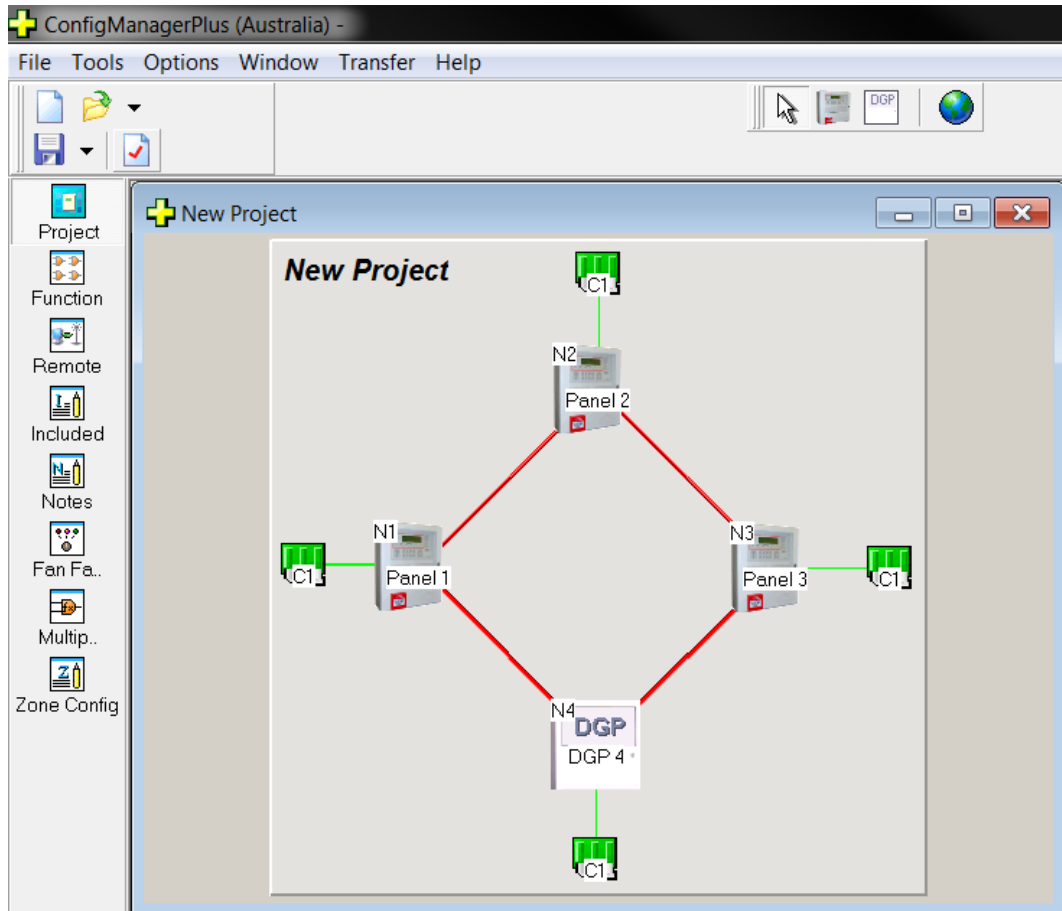 ConfigManagerPlus (Australia) -
File Tools Options Window Transfer Help
DGP
Project
Function
Remote
Included
Notes
Fan Fa..
Multip..
Zone Config
New Project
New Project
C1
N2
Panel 2
N1
C1
Panel 1
N3
Panel 3
C1
N4
DGP
DGP 4
C1